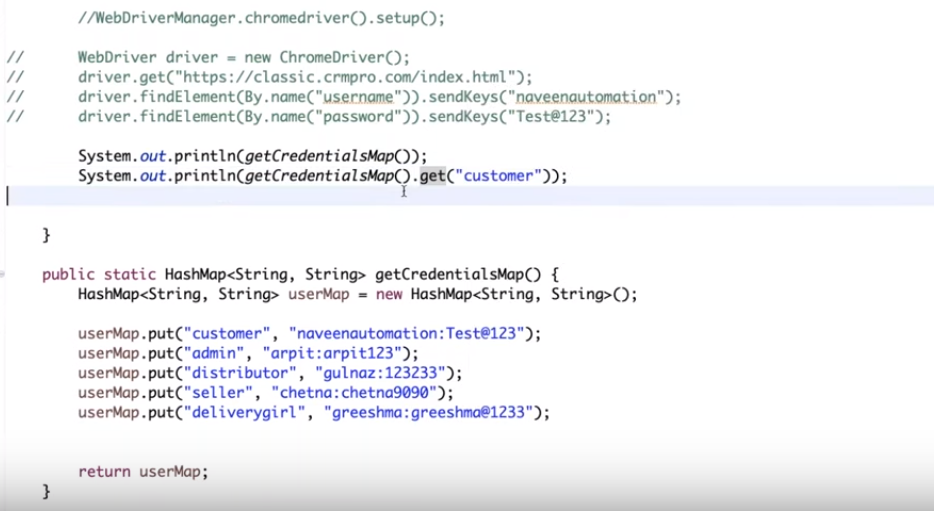 //WebDriverManager.chromedriver().setup();
// WebDriver driver = new ChromeDriver();
// driver.get("https://classic.crmpro.com/index.html");
// driver.findElement(By.name("username")).sendKeys("naveenautomation");
// driver.findElement(By.name("password")).sendKeys("Test@123");
System.out.println(getCredentialsMap());
System.out.println(getCredentialsMap().get("customer"));
}
public static HashMap<String, String> getCredentialsMap() {
HashMap<String, String> userMap = new HashMap<String, String>();
userMap.put("customer", "naveenautomation:Test@123");
userMap.put("admin", "arpit:arpit123");
userMap.put("distributor", "gulnaz:123233");
userMap.put("seller", "chetna:chetna9090");
userMap.put("deliverygirl", "greeshma:greeshma@1233");
return userMap;
}